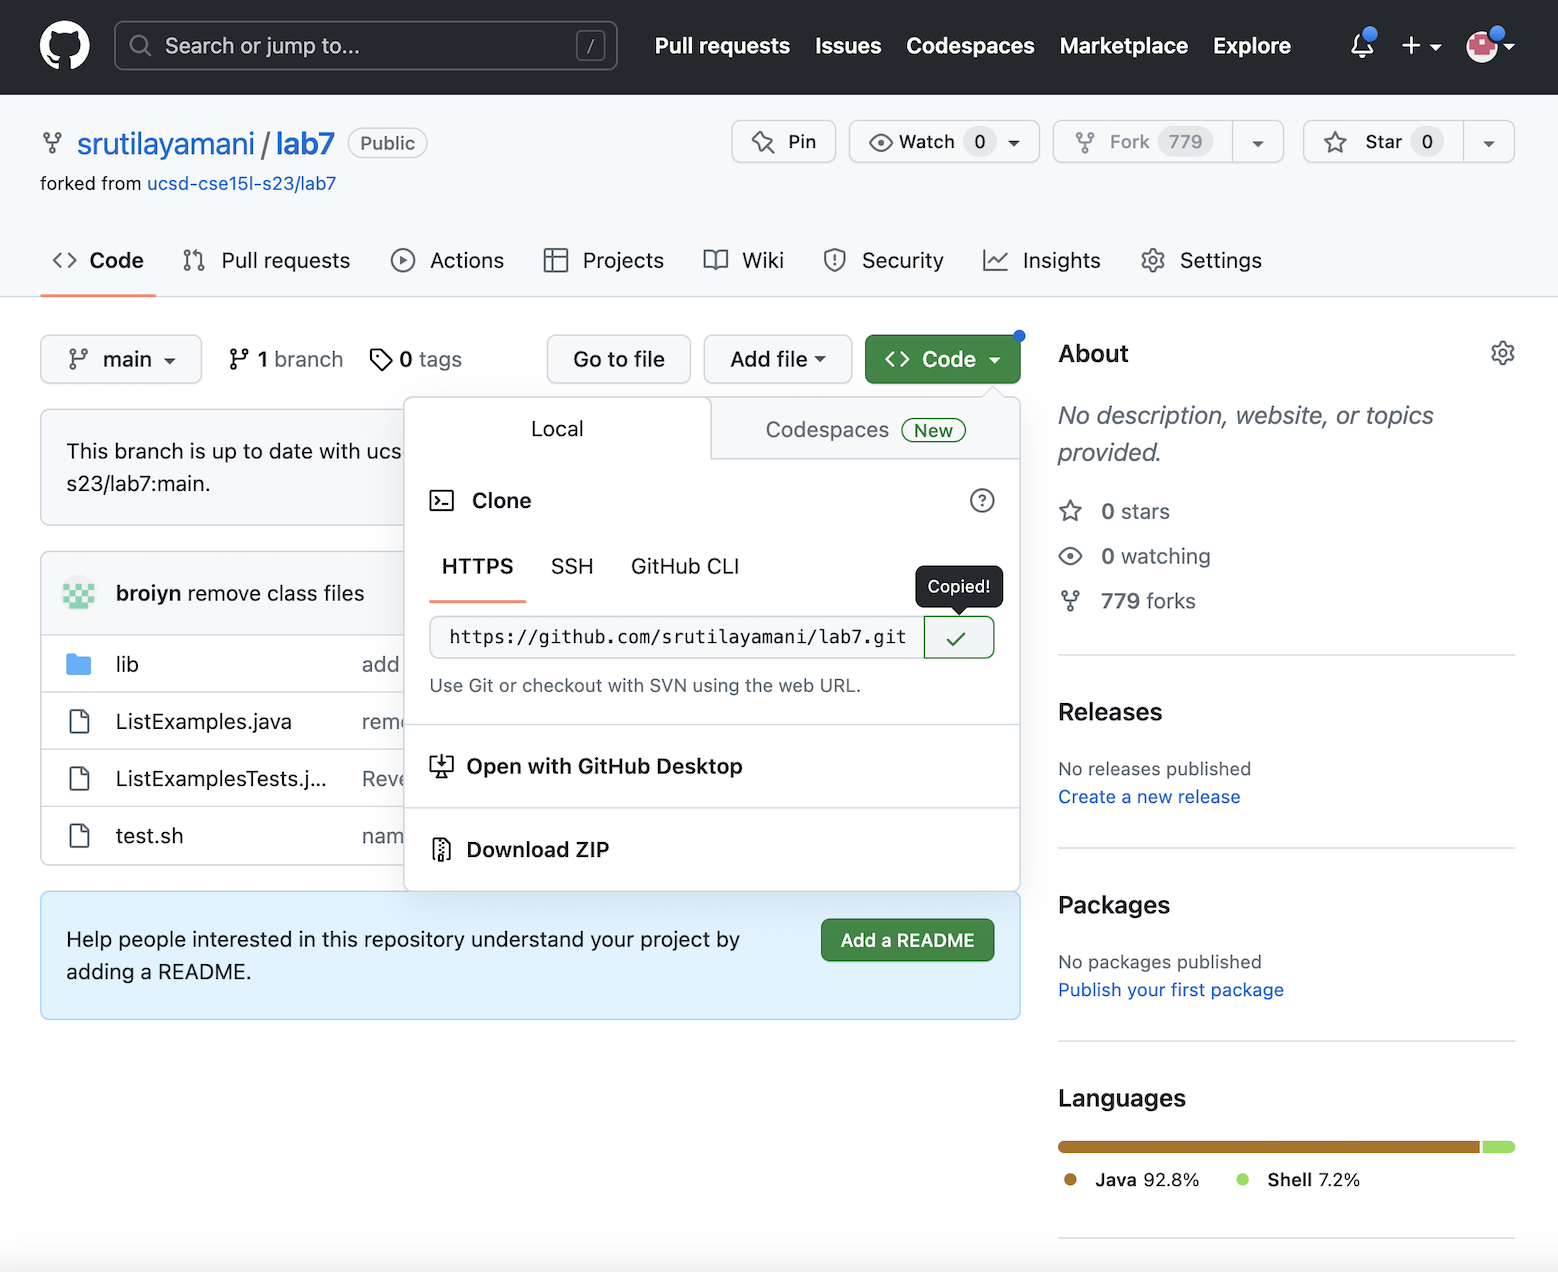 Search or jump to... /
Pull requests Issues Codespaces Marketplace Explore
srutilayamani / lab7 Public
Pin Watch 0 Fork 779 Star 0
forked from ucsd-cse15l-s23/lab7
Code Pull requests Actions Projects Wiki Security Insights Settings
main 1 branch 0 tags Go to file Add file Code
This branch is up to date with ucs
s23/lab7:main.
broiyn remove class files
lib add
ListExamples.java
ListExamplesTests.j... Reve
test.sh nam
Local Codespaces New
Clone
HTTPS SSH GitHub CLI
Copied!
https://github.com/srutilayamani/lab7.git
Use Git or checkout with SVN using the web URL.
Open with GitHub Desktop
Download ZIP
Help people interested in this repository understand your project by
adding a README.
Add a README
About
No description, website, or topics
provided.
0 stars
0 watching
779 forks
Releases
No releases published
Create a new release
Packages
No packages published
Publish your first package
Languages
Java 92.8% Shell 7.2%